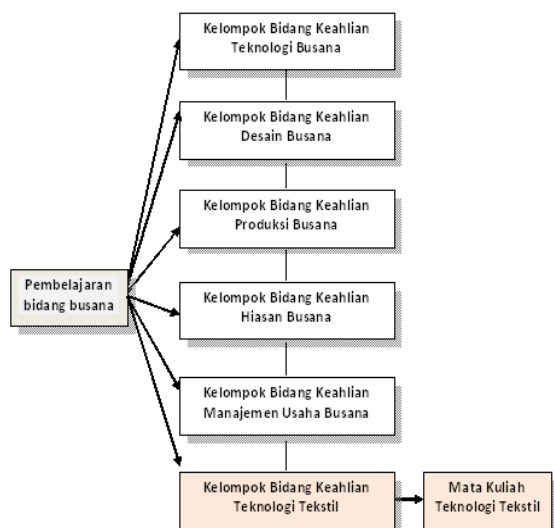 Kelompok Bidang Keahlian
Teknologi Busana
Kelompok Bidang Keahlian
Desain Busana
Kelompok Bidang Keahlian
Produksi Busana
Pembelajaran
bidang busana
Kelompok Bidang Keahlian
Hiasan Busana
Kelompok Bidang Keahlian
Manajemen Usaha Busana
Kelompok Bidang Keahlian
Teknologi Tekstil
Mata Kuliah
Teknologi Tekstil